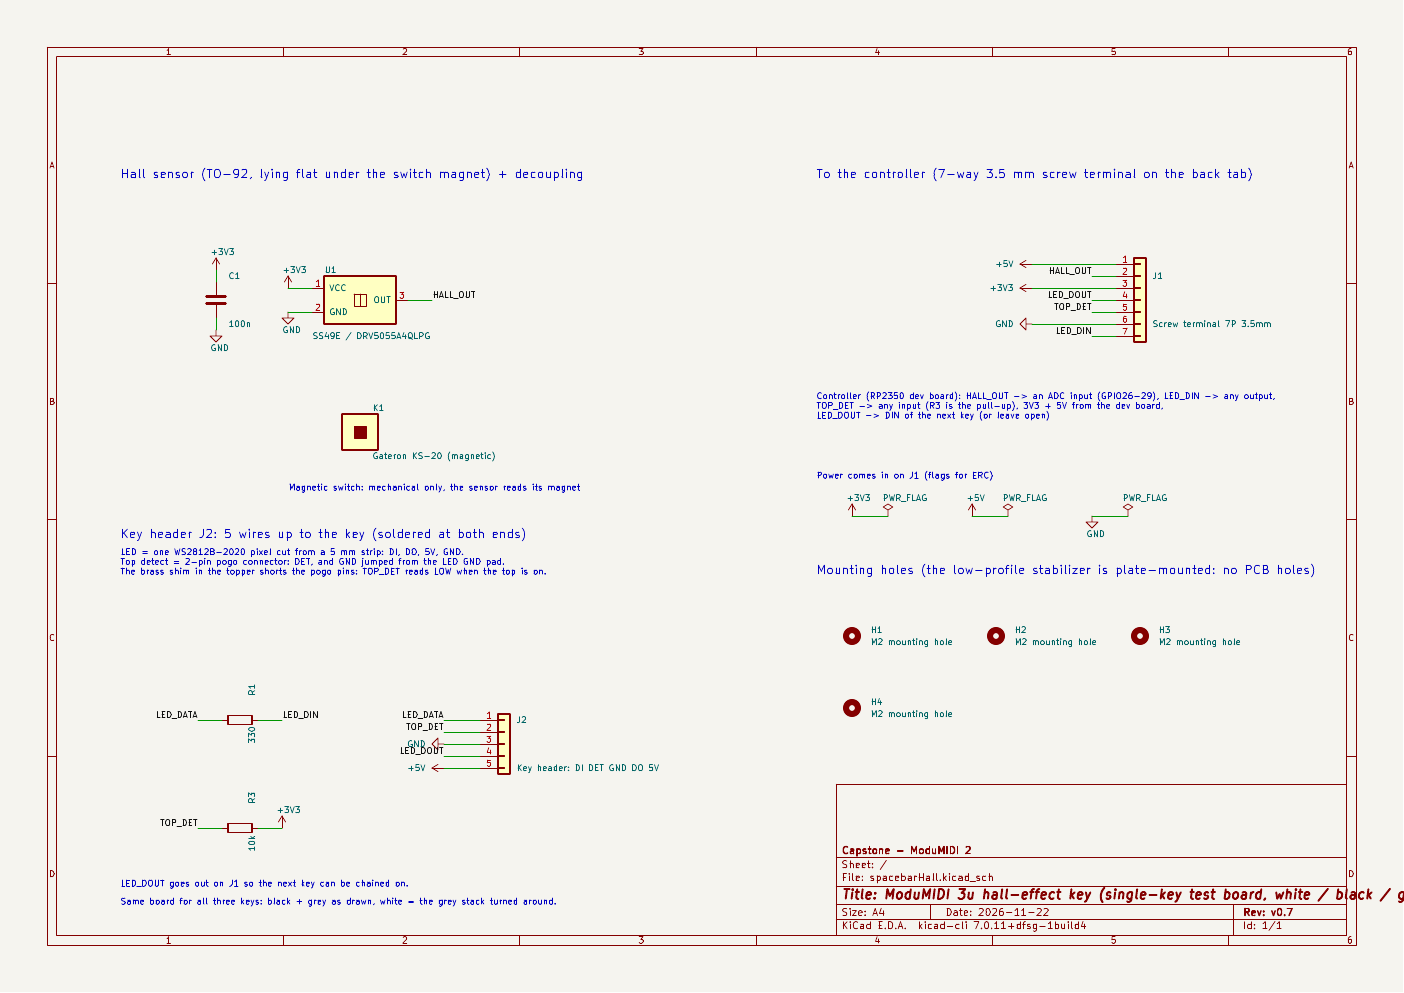 1 2 3 4 5 6
A A
Hall sensor (TO-92, lying flat under the switch magnet) + decoupling
+3V3
C1
100n
GND
+3V3
GND
U1
1 VCC
2 GND
OUT 3
HALL_OUT
SS49E / DRV5055A4QLPG
To the controller (7-way 3.5 mm screw terminal on the back tab)
+5V 1
HALL_OUT 2
+3V3 3
LED_DOUT 4
TOP_DET 5
GND 6
LED_DIN 7
J1
Screw terminal 7P 3.5mm
B B
K1
Gateron KS-20 (magnetic)
Magnetic switch: mechanical only, the sensor reads its magnet
Controller (RP2350 dev board): HALL_OUT -> an ADC input (GPIO26-29), LED_DIN -> any output,
TOP_DET -> any input (R3 is the pull-up), 3V3 + 5V from the dev board,
LED_DOUT -> DIN of the next key (or leave open)
Power comes in on J1 (flags for ERC)
+3V3 PWR_FLAG
+5V PWR_FLAG
PWR_FLAG
GND
Key header J2: 5 wires up to the key (soldered at both ends)
LED = one WS2812B-2020 pixel cut from a 5 mm strip: DI, DO, 5V, GND.
Top detect = 2-pin pogo connector: DET, and GND jumped from the LED GND pad.
The brass shim in the topper shorts the pogo pins: TOP_DET reads LOW when the top is on.
Mounting holes (the low-profile stabilizer is plate-mounted: no PCB holes)
C C
H1
M2 mounting hole
H2
M2 mounting hole
H3
M2 mounting hole
H4
M2 mounting hole
R1
LED_DATA LED_DIN
330
LED_DATA 1
TOP_DET 2
GND 3
LED_DOUT 4
+5V 5
J2
Key header: DI DET GND DO 5V
R3
+3V3
TOP_DET
10k
D D
LED_DOUT goes out on J1 so the next key can be chained on.
Same board for all three keys: black + grey as drawn, white = the grey stack turned around.
Capstone - ModuMIDI 2
Sheet: /
File: spacebarHall.kicad_sch
Title: ModuMIDI 3u hall-effect key (single-key test board, white / black / g
Size: A4 Date: 2026-11-22 Rev: v0.7
KiCad E.D.A. kicad-cli 7.0.11+dfsg-1build4 Id: 1/1
1 2 3 4 5 6